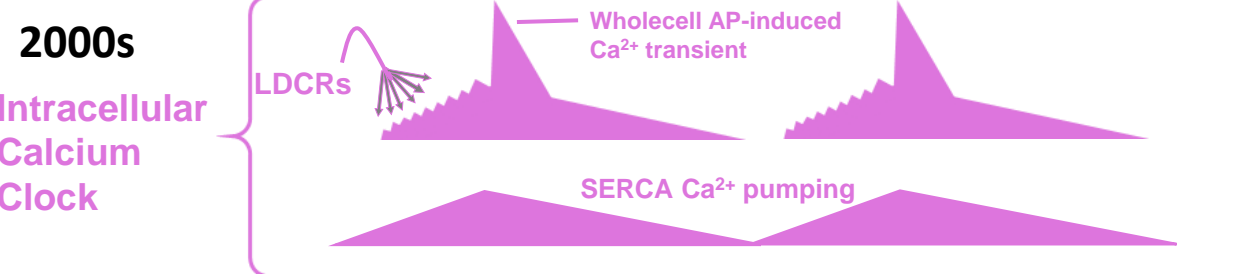 2000s
Intracellular
Calcium
Clock
LDCRs
Wholecell AP-induced
Ca²⁺ transient
SERCA Ca²⁺ pumping